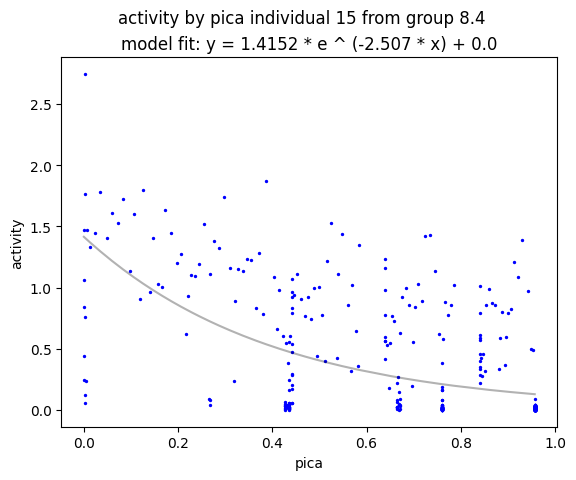 activity by pica individual 15 from group 8.4
model fit: y = 1.4152 * e ^ (-2.507 * x) + 0.0
2.5
2.0
1.5
1.0
0.5
0.0
activity
0.0 0.2 0.4 0.6 0.8 1.0
pica